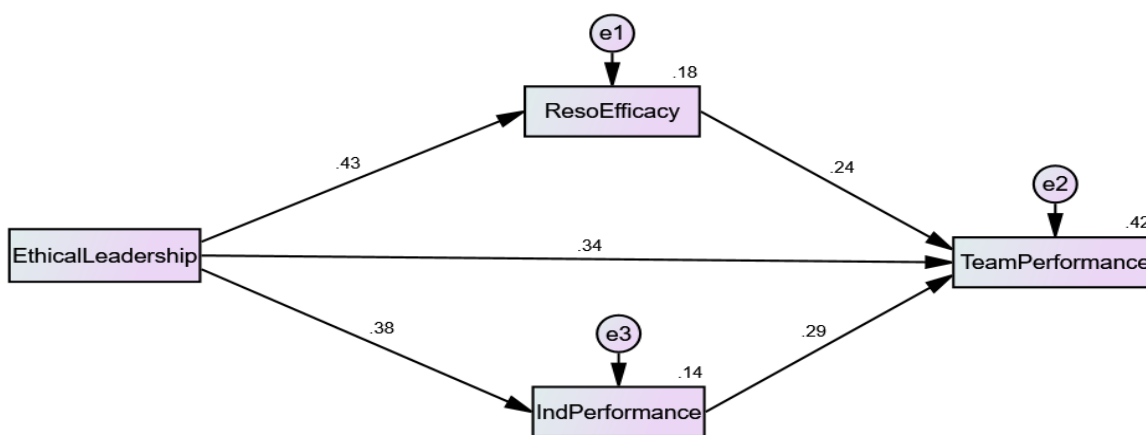 e1
.18
ResoEfficacy
.43
.24
e2
.42
EthicalLeadership
.34
TeamPerformance
.38
e3
.29
.14
IndPerformance